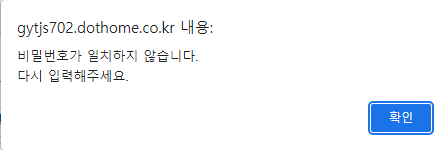 gytjs702.dothome.co.kr 내용:
비밀번호가 일치하지 않습니다.
다시 입력해주세요.
확인